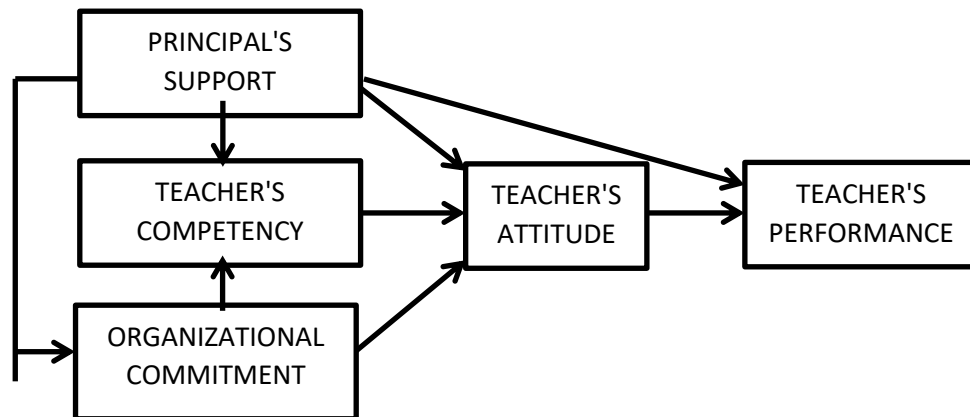 PRINCIPAL'S
SUPPORT
TEACHER'S
COMPETENCY
TEACHER'S
ATTITUDE
TEACHER'S
PERFORMANCE
ORGANIZATIONAL
COMMITMENT